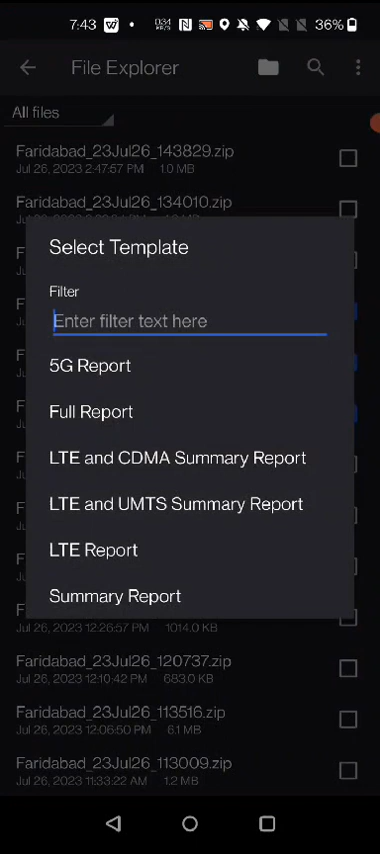 7:43
034
KB/S
36%
File Explorer
All files
Faridabad_23Jul26_143829.zip
Jul 26, 2023 2:47:57 PM 1.0 MB
Faridabad_23Jul26_134010.zip
Select Template
Filter
Enter filter text here
5G Report
Full Report
LTE and CDMA Summary Report
LTE and UMTS Summary Report
LTE Report
Summary Report
Jul 26, 2023 12:26:57 PM 1014.0 KB
Faridabad_23Jul26_120737.zip
Jul 26, 2023 12:10:42 PM 683.0 KB
Faridabad_23Jul26_113516.zip
Jul 26, 2023 12:06:50 PM 6.1 MB
Faridabad_23Jul26_113009.zip
Jul 26, 2023 11:33:22 AM 1.2 MB